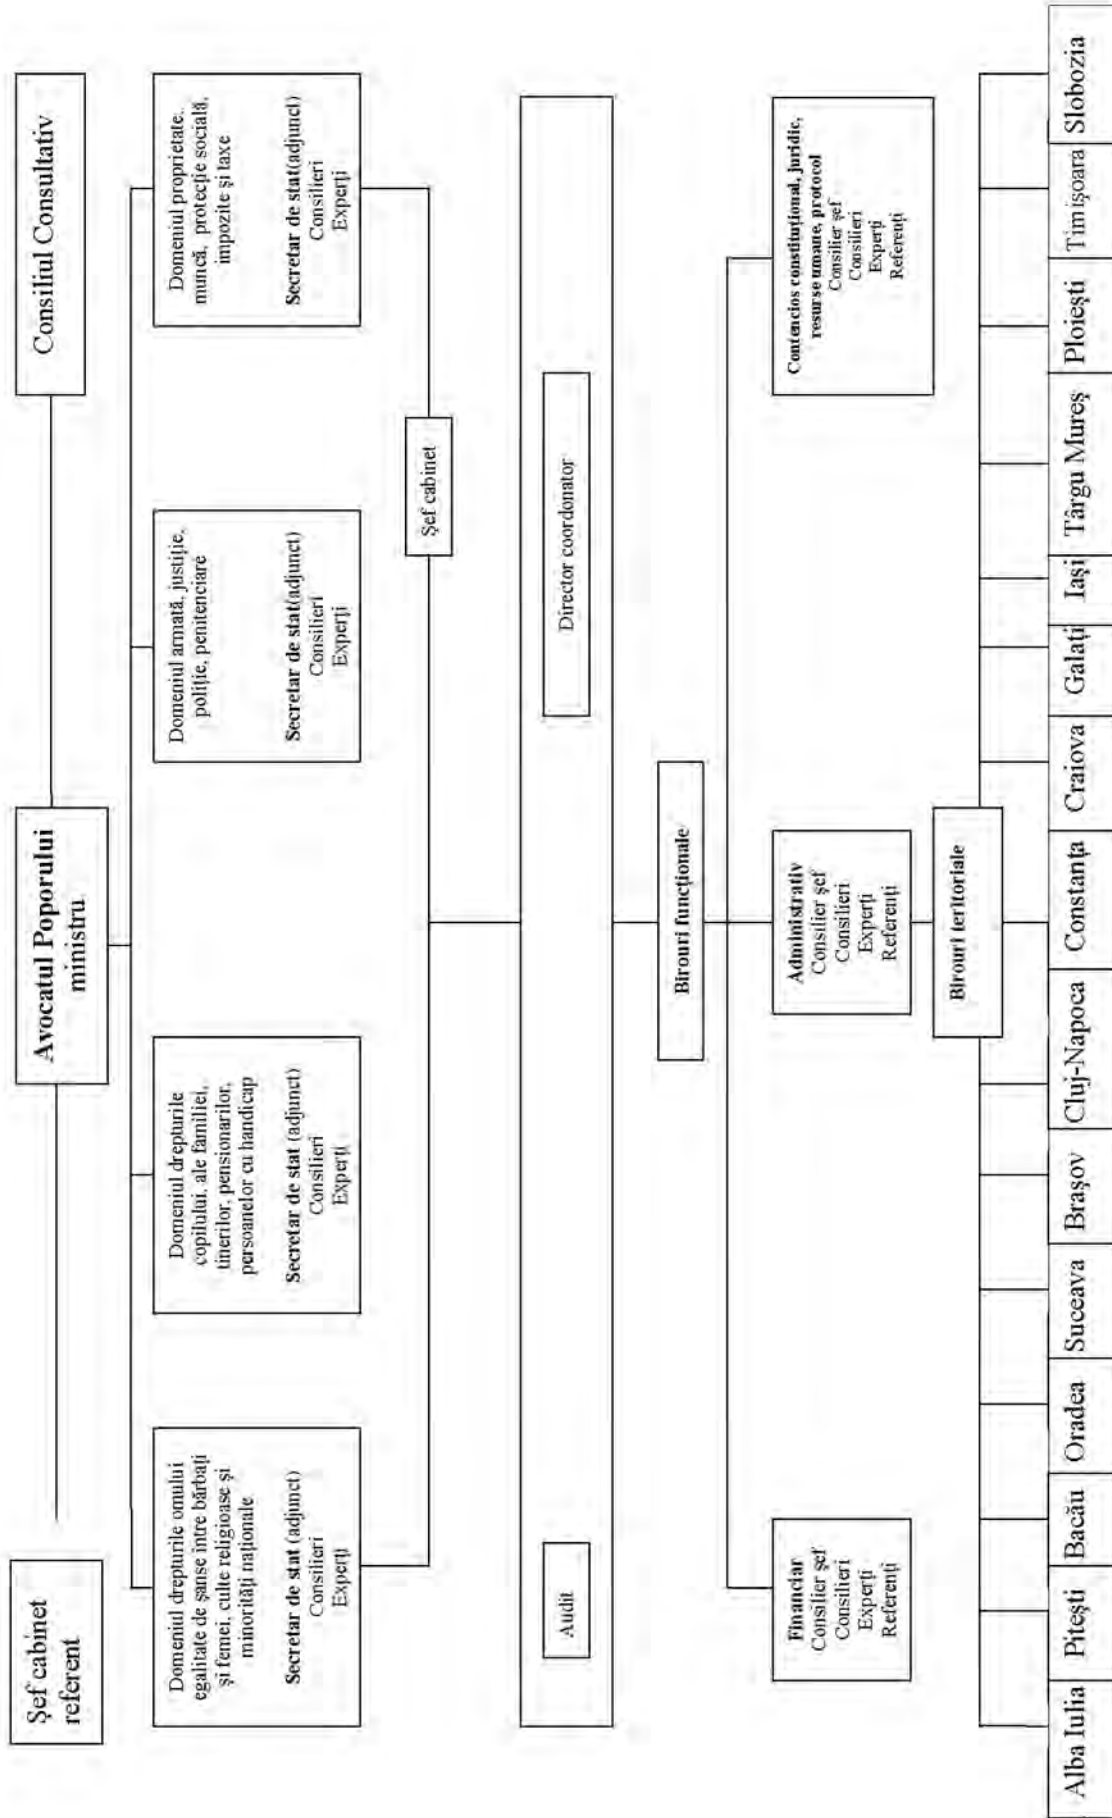 Șef cabinet
referent
Avocatul Poporului
ministru
Consiliul Consultativ
Domeniul drepturile omului
egalitate de șanse între bărbați
și femei, culte religioase și
minorități naționale
Secretar de stat (adjunct)
Consilieri
Experți
Domeniul drepturile
copilului, ale familiei,
tinerilor, pensionarilor,
persoanelor cu handicap
Secretar de stat (adjunct)
Consilieri
Experți
Domeniul armată, justiție,
poliție, penitenciare
Secretar de stat(adjunct)
Consilieri
Experți
Domeniul proprietate,
muncă, protecție socială,
impozite și taxe
Secretar de stat(adjunct)
Consilieri
Experți
Șef cabinet
Audit
Director coordonator
Birouri funcționale
Financiar
Consilier șef
Consilieri
Experți
Referenți
Administrativ
Consilier șef
Consilieri
Experți
Referenți
Contencios constituțional, juridic,
resurse umane, protocol
Consilier șef
Consilieri
Experți
Referenți
Birouri teritoriale
Alba Iulia
Pitești
Bacău
Oradea
Suceava
Brașov
Cluj-Napoca
Constanța
Craiova
Galați
Iași
Târgu Mureș
Ploiești
Timișoara
Slobozia